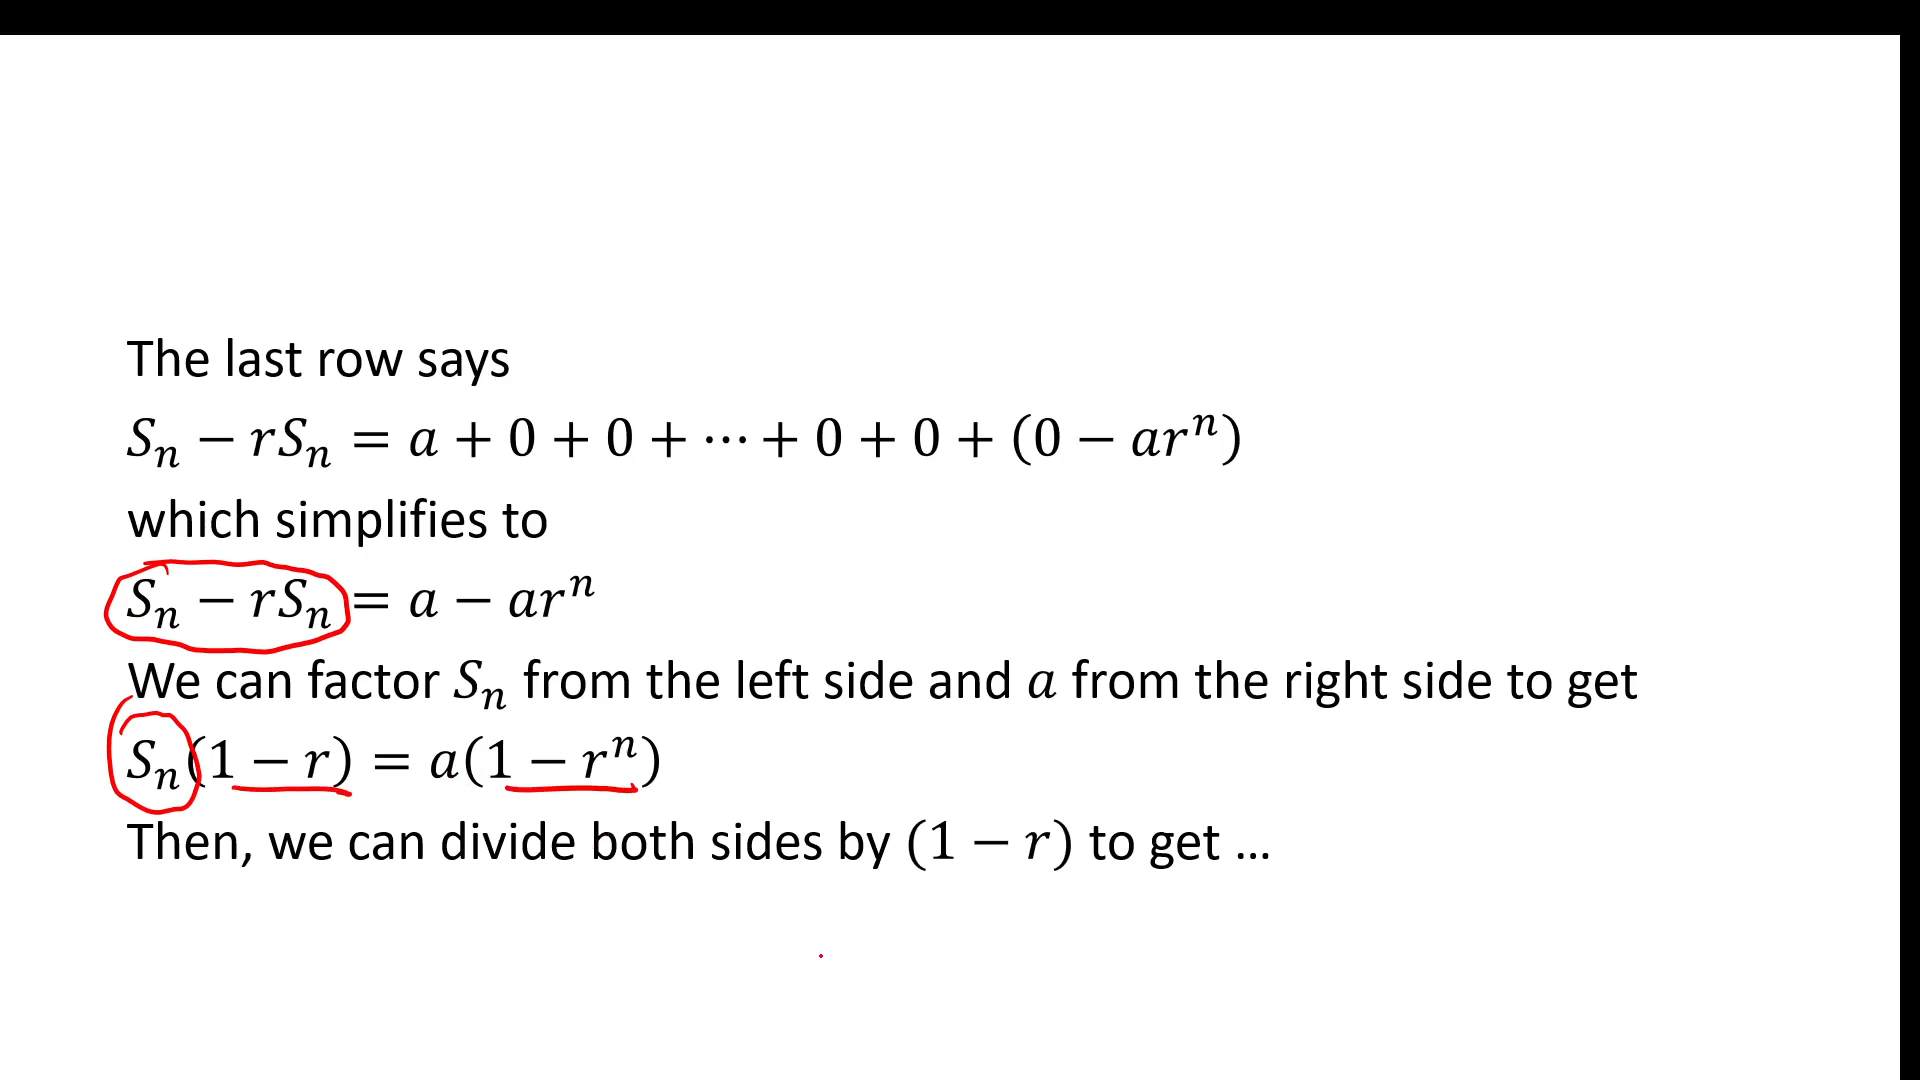 The last row says
Sₙ − rSₙ = a + 0 + 0 + ⋯ + 0 + 0 + (0 − arⁿ)
which simplifies to
Sₙ − rSₙ = a − arⁿ
We can factor Sₙ from the left side and a from the right side to get
Sₙ(1 − r) = a(1 − rⁿ)
Then, we can divide both sides by (1 − r) to get …